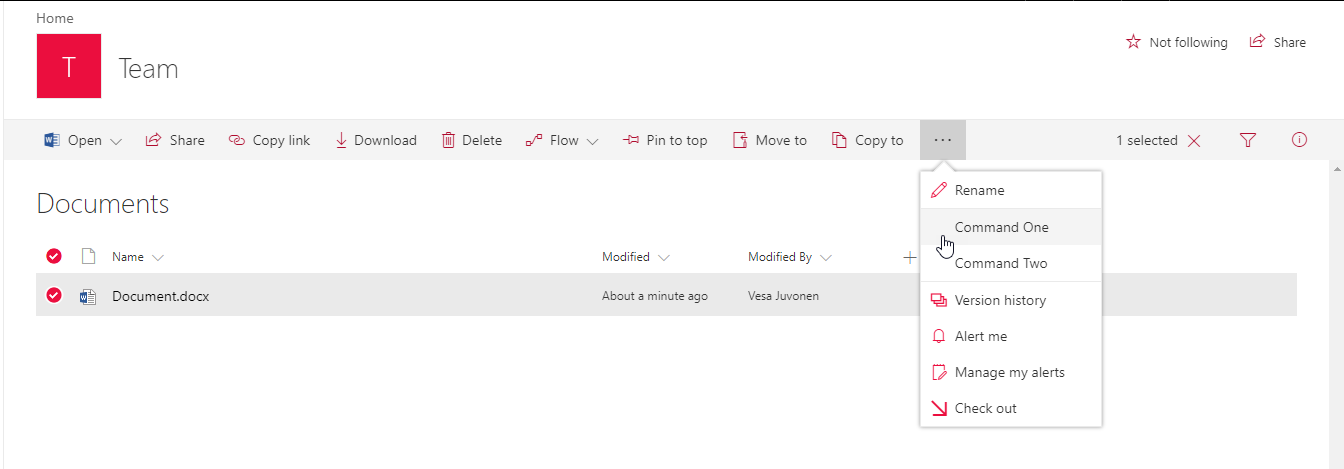 Home
T
Team
Not following Share
Open Share Copy link Download Delete Flow Pin to top Move to Copy to ... 1 selected
Rename
Documents
Command One
Name Modified Modified By
Command Two
Document.docx About a minute ago Vesa Juvonen
Version history
Alert me
Manage my alerts
Check out